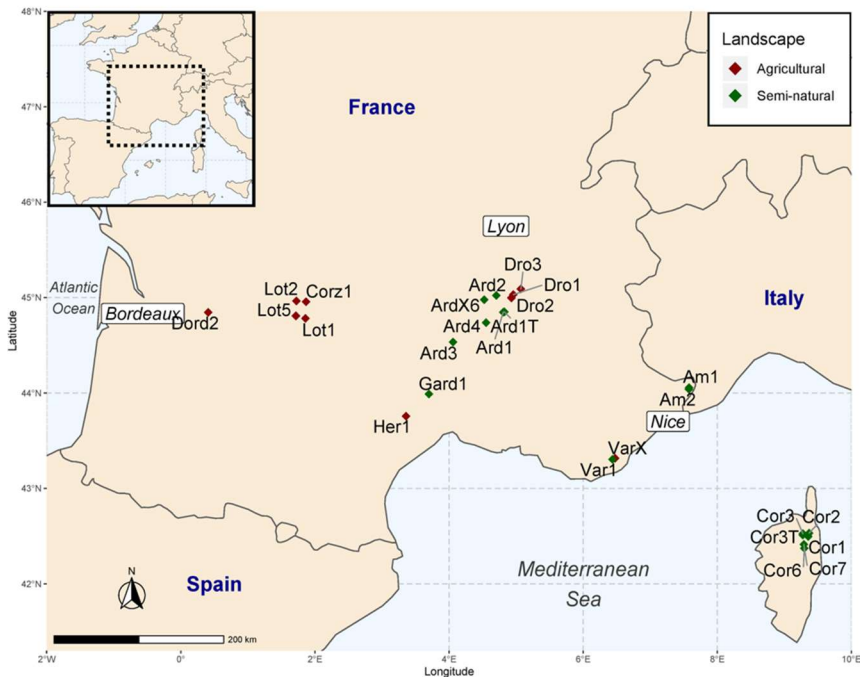 48°N
Landscape
Agricultural
Semi-natural
47°N
France
46°N
Lyon
Dro3
Atlantic
Ocean
Lot2
Corz1
Ard2
Dro1
45°N
ArdX6
Dro2
Italy
Bordeaux
Lot5
Dord2
Lot1
Ard4
Ard1T
Ard1
Ard3
Latitude
44°N
Gard1
Am1
Am2
Her1
Nice
VarX
Var1
43°N
Cor3
Cor2
Cor3T
Cor1
Cor6
Cor7
Mediterranean
Sea
42°N
Spain
N
200 km
2°W
0°
2°E
4°E
6°E
8°E
10°E
Longitude